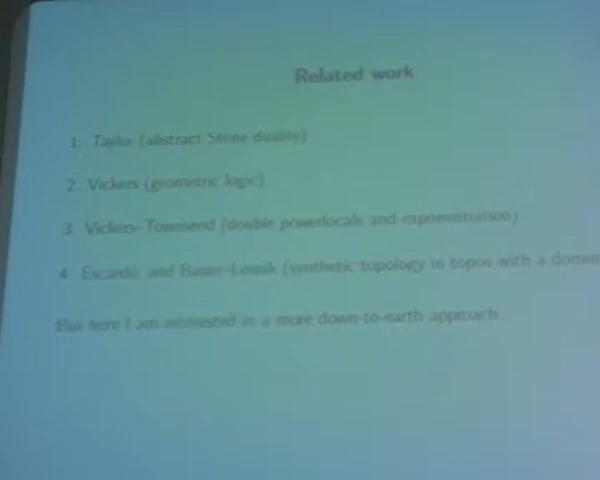 Related work
1. Taylor (abstract Stone duality)
2. Vickers (geometric logic)
3. Vickers-Townsend (double powerlocale and exponentiation)
4. Escardó, and Bauer-Lesnik (synthetic topology in topos with a
But here I am interested in a more down-to-earth approach.